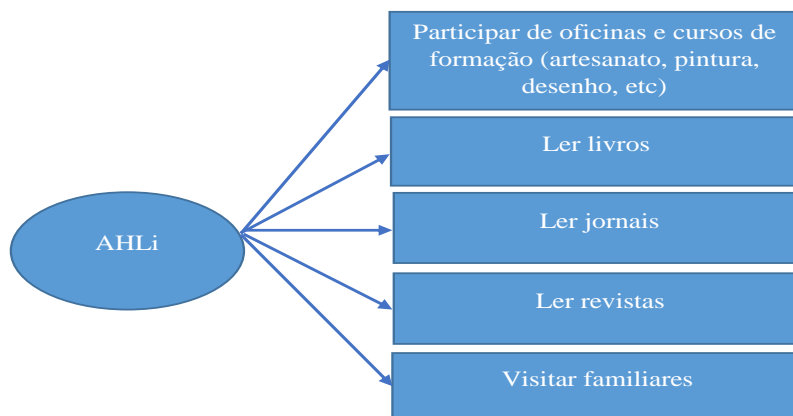 Participar de oficinas e cursos de
formação (artesanato, pintura,
desenho, etc)
Ler livros
AHLi
Ler jornais
Ler revistas
Visitar familiares